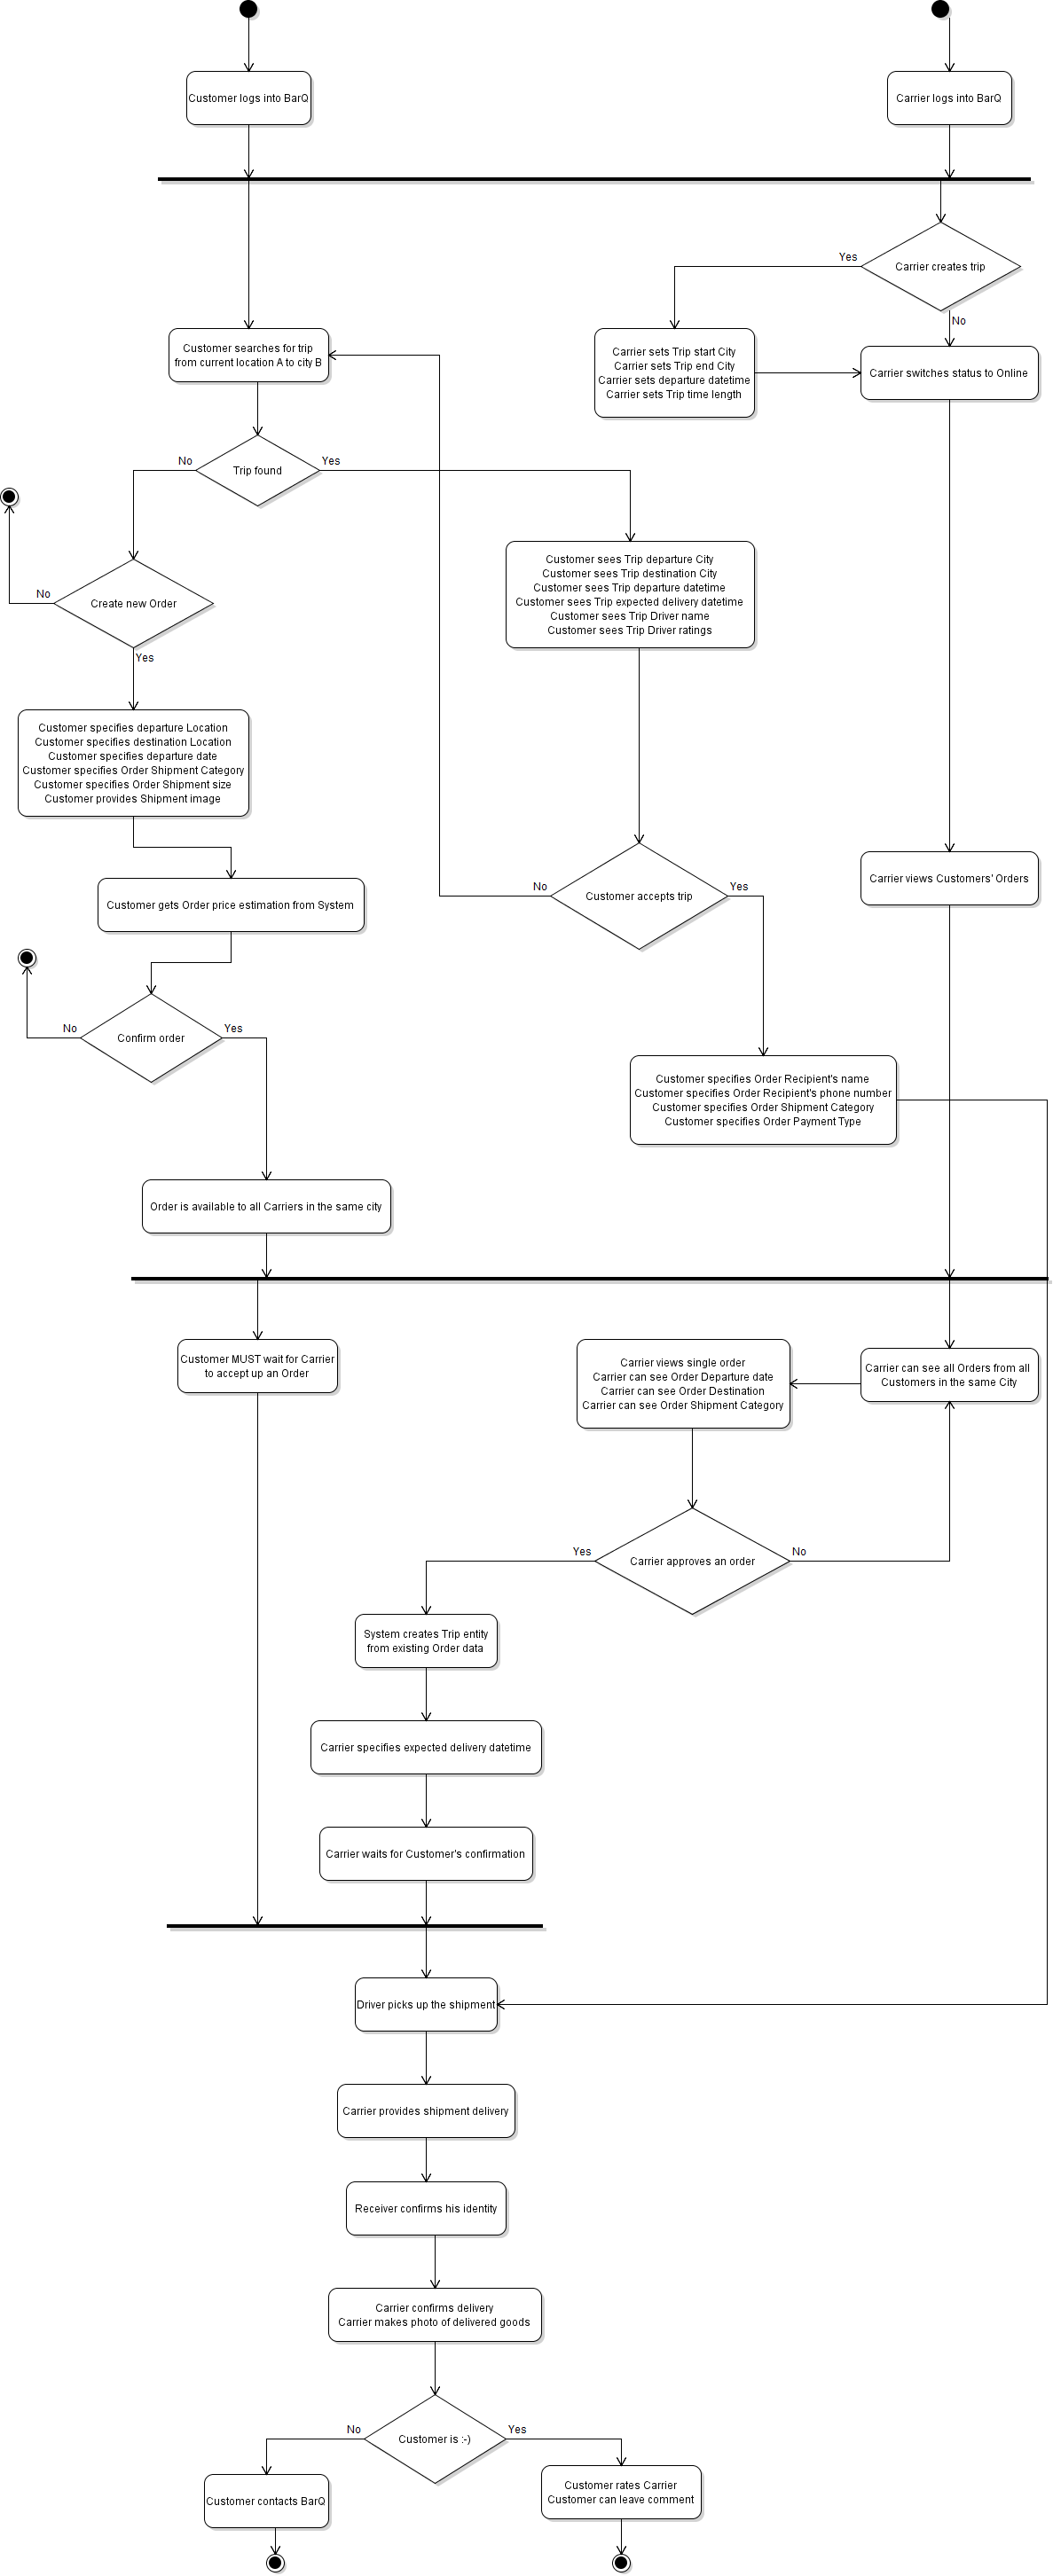 Customer logs into BarQ
Carrier logs into BarQ
Carrier creates trip
Yes
No
Customer searches for trip
from current location A to city B
Carrier sets Trip start City
Carrier sets Trip end City
Carrier sets departure datetime
Carrier sets Trip time length
Carrier switches status to Online
Trip found
No
Yes
Customer sees Trip departure City
Customer sees Trip destination City
Customer sees Trip departure datetime
Customer sees Trip expected delivery datetime
Customer sees Trip Driver name
Customer sees Trip Driver ratings
Create new Order
No
Yes
Customer specifies departure Location
Customer specifies destination Location
Customer specifies departure date
Customer specifies Order Shipment Category
Customer specifies Order Shipment size
Customer provides Shipment image
Customer gets Order price estimation from System
No
Customer accepts trip
Yes
Carrier views Customers' Orders
No
Confirm order
Yes
Customer specifies Order Recipient's name
Customer specifies Order Recipient's phone number
Customer specifies Order Shipment Category
Customer specifies Order Payment Type
Order is available to all Carriers in the same city
Customer MUST wait for Carrier
to accept up an Order
Carrier views single order
Carrier can see Order Departure date
Carrier can see Order Destination
Carrier can see Order Shipment Category
Carrier can see all Orders from all
Customers in the same City
Yes
Carrier approves an order
No
System creates Trip entity
from existing Order data
Carrier specifies expected delivery datetime
Carrier waits for Customer's confirmation
Driver picks up the shipment
Carrier provides shipment delivery
Receiver confirms his identity
Carrier confirms delivery
Carrier makes photo of delivered goods
No
Customer is :-)
Yes
Customer contacts BarQ
Customer rates Carrier
Customer can leave comment